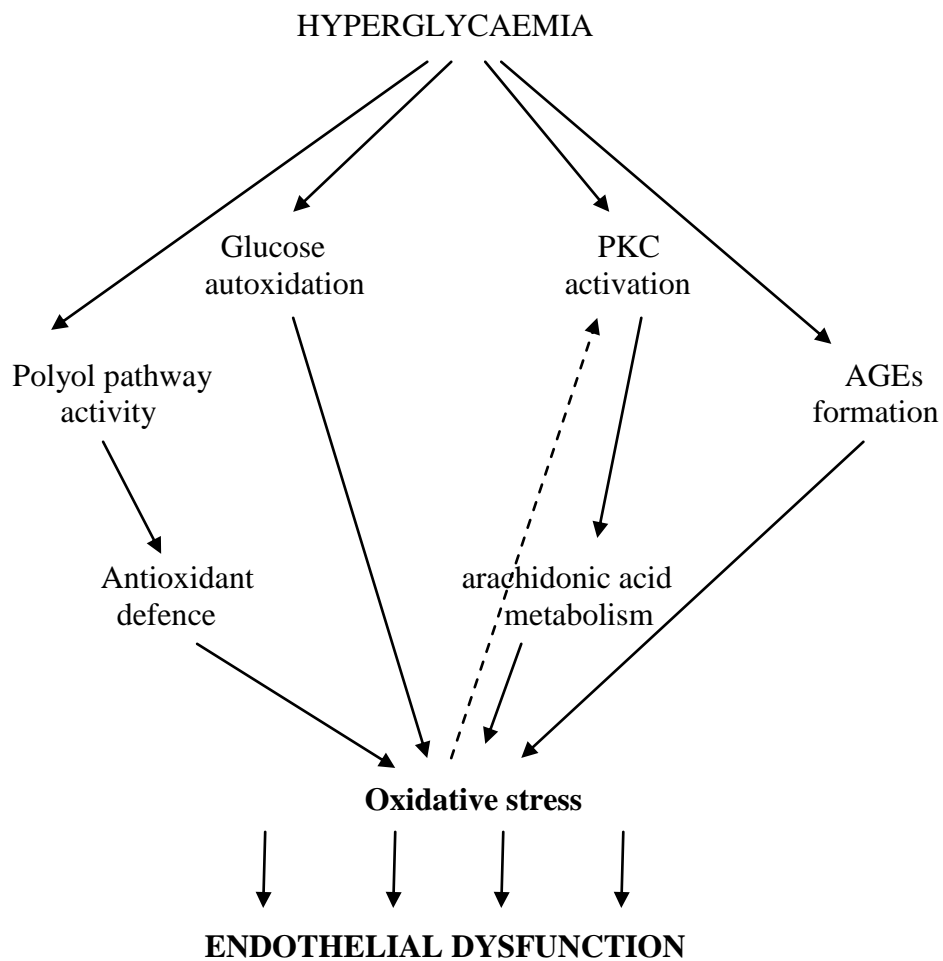 HYPERGLYCAEMIA
Glucose
autoxidation
PKC
activation
Polyol pathway
activity
AGEs
formation
Antioxidant
defence
arachidonic acid
metabolism
Oxidative stress
ENDOTHELIAL DYSFUNCTION